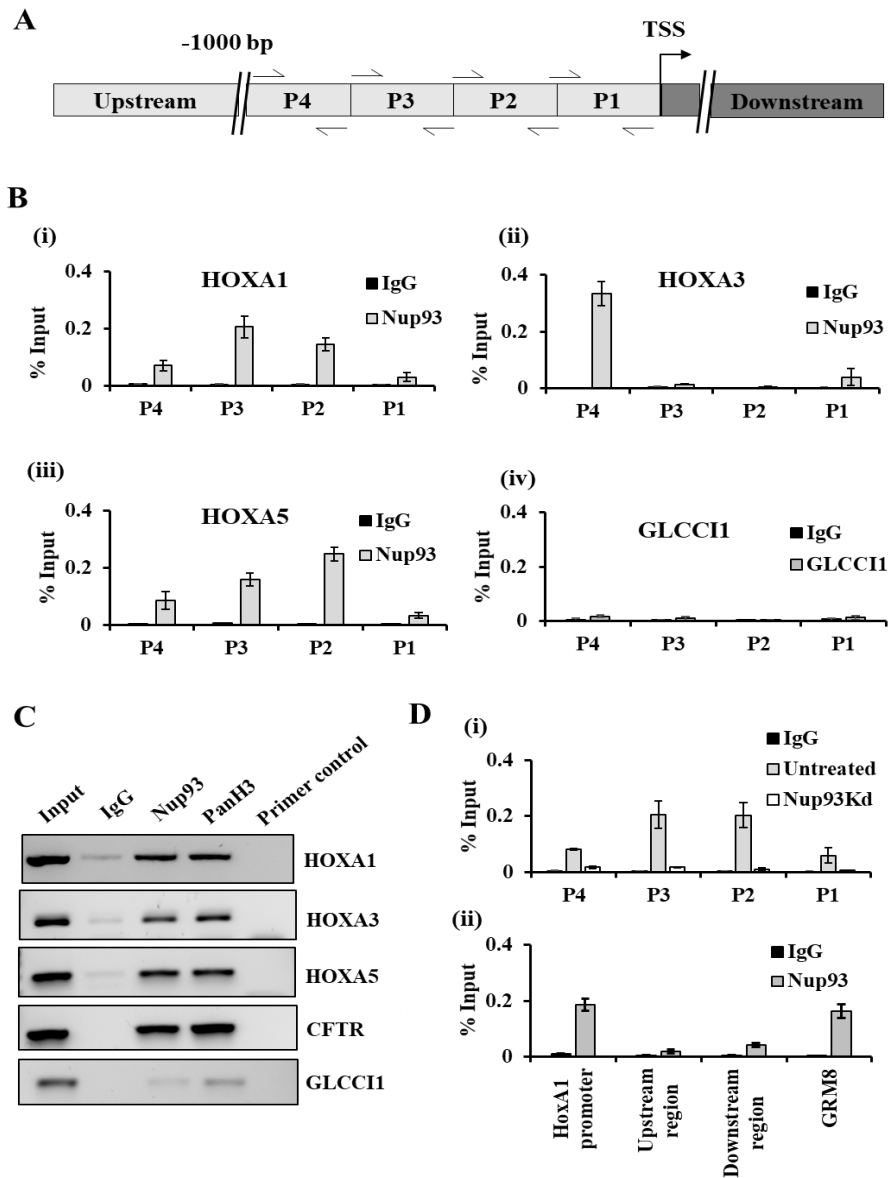 A
-1000 bp
TSS
Upstream P4 P3 P2 P1 Downstream
B
(i)
HOXA1
IgG
Nup93
% Input
0.4
0.2
0
P4 P3 P2 P1
(ii)
HOXA3
IgG
Nup93
% Input
0.4
0.2
0
P4 P3 P2 P1
(iii)
HOXA5
IgG
Nup93
% Input
0.4
0.2
0
P4 P3 P2 P1
(iv)
GLCCI1
IgG
GLCCI1
% Input
0.4
0.2
0
P4 P3 P2 P1
C
Input IgG Nup93 PanH3 Primer control
HOXA1
HOXA3
HOXA5
CFTR
GLCCI1
D
(i)
IgG
Untreated
Nup93Kd
% Input
0.4
0.2
0
P4 P3 P2 P1
(ii)
IgG
Nup93
% Input
0.4
0.2
0
HoxA1
promoter
Upstream
region
Downstream
region
GRM8